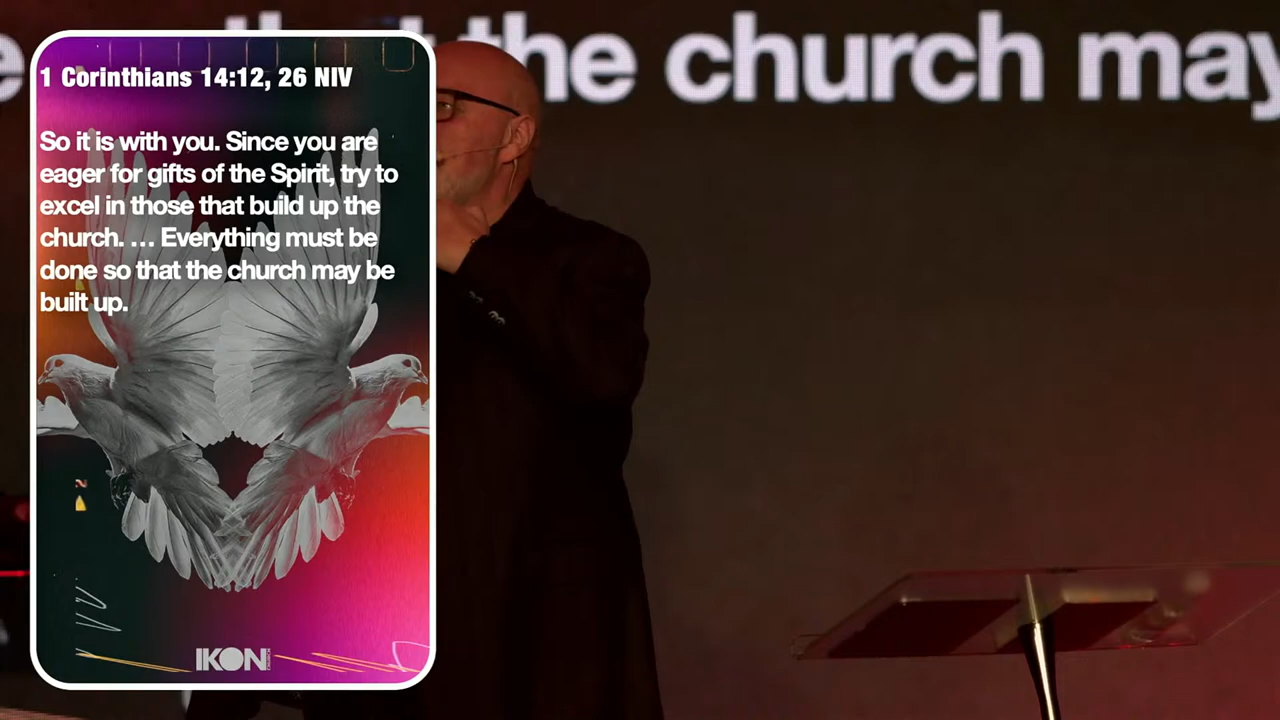 that the church may
1 Corinthians 14:12, 26 NIV
So it is with you. Since you are
eager for gifts of the Spirit, try to
excel in those that build up the
church. … Everything must be
done so that the church may be
built up.
IKON
CHURCH